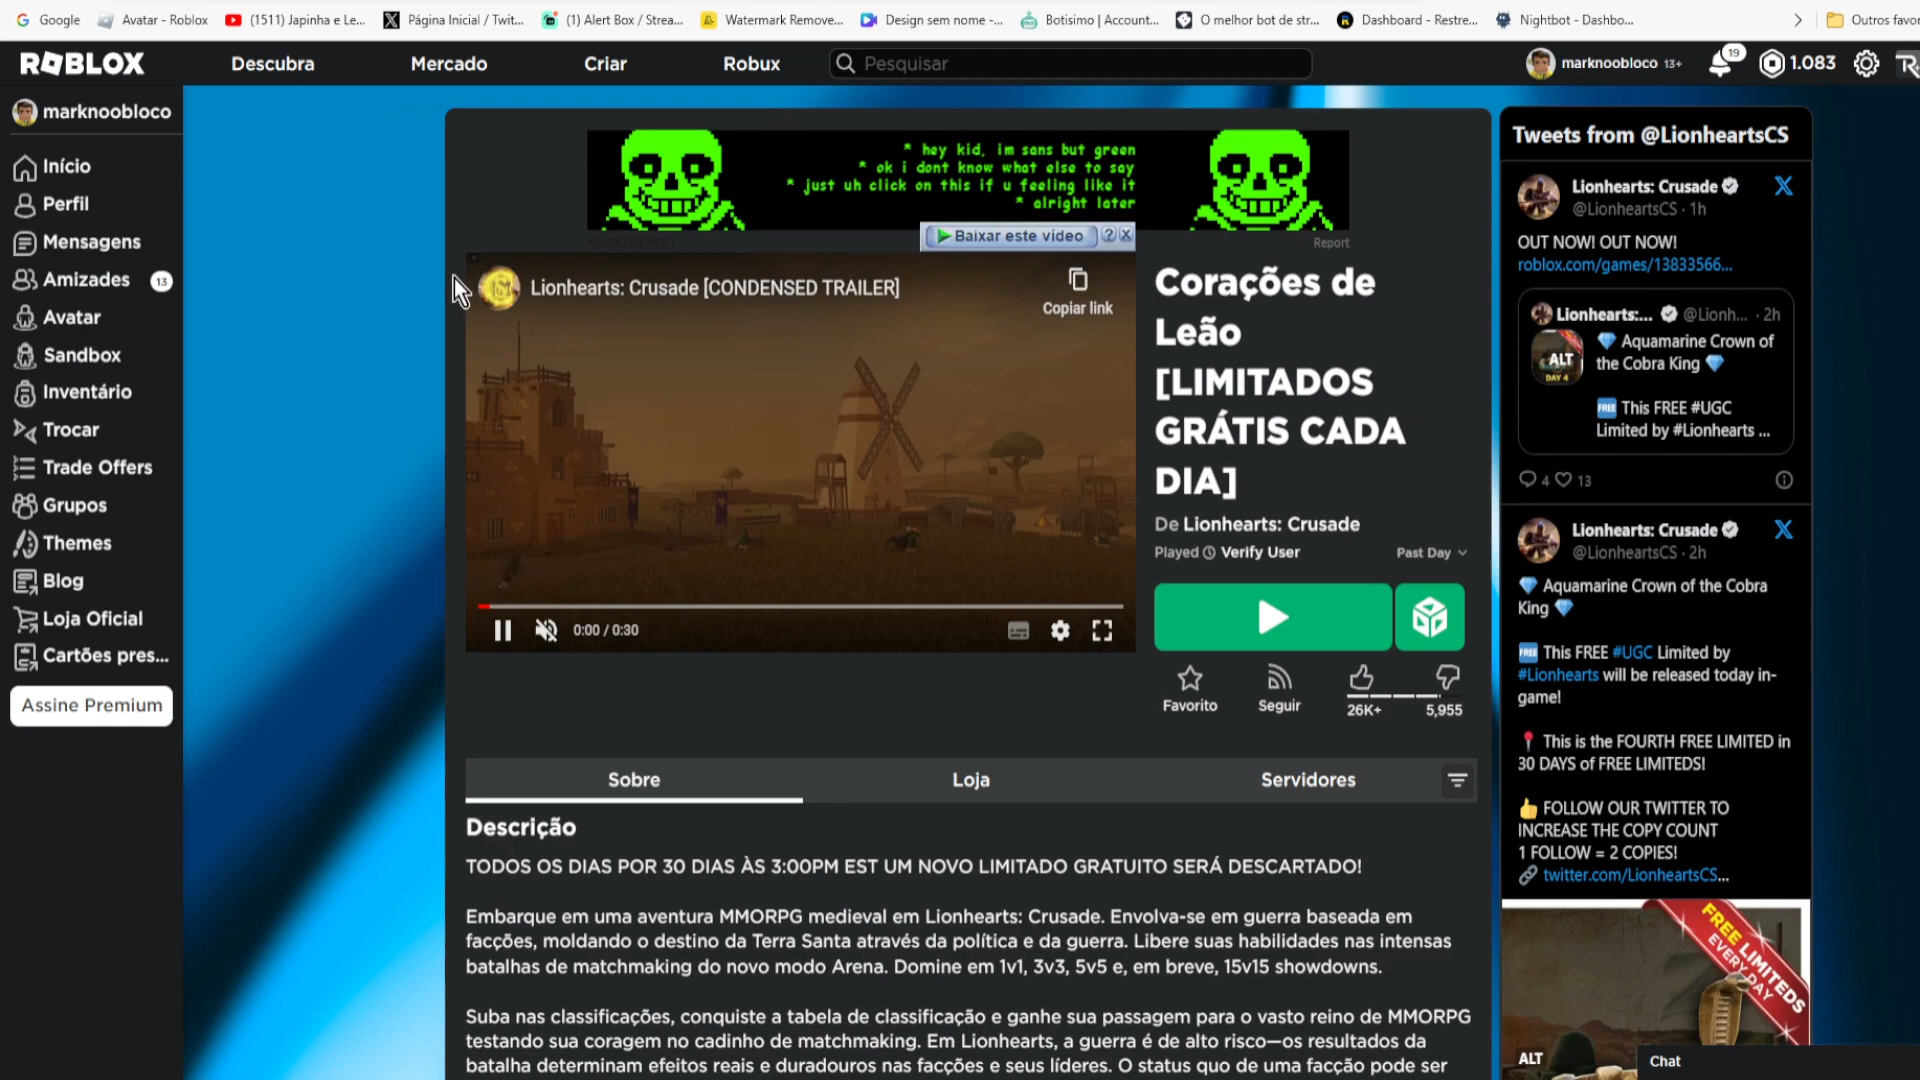 Google
Avatar - Roblox
(1511) Japinha e Le...
Página Inicial / Twit...
(1) Alert Box / Strea...
Watermark Remove...
Design sem nome -...
Botisimo | Account...
O melhor bot de str...
Dashboard - Restre...
Nightbot - Dashbo...
Outros favor
ROBLOX
Descubra
Mercado
Criar
Robux
Pesquisar
marknoobloco 13+
19
1.083
marknoobloco
Início
Perfil
Mensagens
Amizades 13
Avatar
Sandbox
Inventário
Trocar
Trade Offers
Grupos
Themes
Blog
Loja Oficial
Cartões pres...
Assine Premium
* hey kid, im sans but green
* ok i dont know what else to say
* just uh click on this if u feeling like it
* alright later
ADVERTISEMENT
Baixar este video ? X
Report
Lionhearts: Crusade [CONDENSED TRAILER]
Copiar link
0:00 / 0:30
Corações de
Leão
[LIMITADOS
GRÁTIS CADA
DIA]
De Lionhearts: Crusade
Played Verify User
Past Day
Favorito
Seguir
26K+
5,955
Sobre
Loja
Servidores
Descrição
TODOS OS DIAS POR 30 DIAS ÀS 3:00PM EST UM NOVO LIMITADO GRATUITO SERÁ DESCARTADO!
Embarque em uma aventura MMORPG medieval em Lionhearts: Crusade. Envolva-se em guerra baseada em
facções, moldando o destino da Terra Santa através da política e da guerra. Libere suas habilidades nas intensas
batalhas de matchmaking do novo modo Arena. Domine em 1v1, 3v3, 5v5 e, em breve, 15v15 showdowns.
Suba nas classificações, conquiste a tabela de classificação e ganhe sua passagem para o vasto reino de MMORPG
testando sua coragem no cadinho de matchmaking. Em Lionhearts, a guerra é de alto risco—os resultados da
batalha determinam efeitos reais e duradouros nas facções e seus líderes. O status quo de uma facção pode ser
Tweets from @LionheartsCS
Lionhearts: Crusade
@LionheartsCS · 1h
OUT NOW! OUT NOW!
roblox.com/games/13833566...
Lionhearts:... @Lionh... · 2h
💎 Aquamarine Crown of
the Cobra King 💎
ALT
DAY 4
FREE This FREE #UGC
Limited by #Lionhearts ...
4 13
Lionhearts: Crusade
@LionheartsCS · 2h
💎 Aquamarine Crown of the Cobra
King 💎
FREE This FREE #UGC Limited by
#Lionhearts will be released today in-
game!
📍 This is the FOURTH FREE LIMITED in
30 DAYS of FREE LIMITEDS!
👍 FOLLOW OUR TWITTER TO
INCREASE THE COPY COUNT
1 FOLLOW = 2 COPIES!
🔗 twitter.com/LionheartsCS...
FREE LIMITEDS
EVERY DAY
ALT
Chat